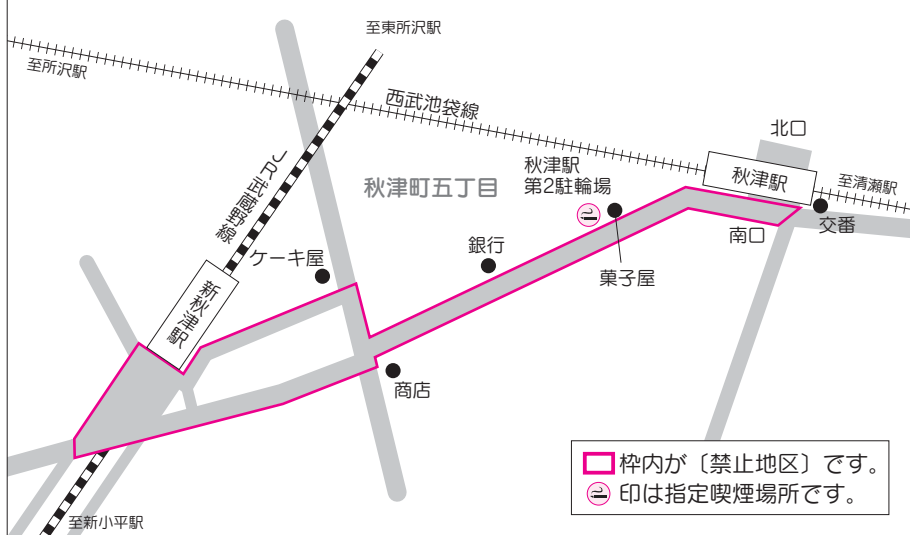 至東所沢駅
至所沢駅
西武池袋線
北口
秋津駅
至清瀬駅
JR武蔵野線
秋津町五丁目
秋津駅
第2駐輪場
南口
交番
ケーキ屋
銀行
菓子屋
新秋津駅
商店
枠内が〔禁止地区〕です。
印は指定喫煙場所です。
至新小平駅